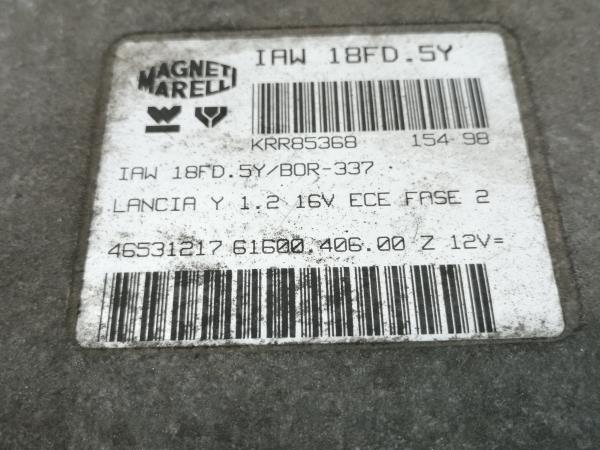 MAGNETI
MARELLI
IAW 18FD.5Y
KRR85368 154-98
IAW 18FD.5Y/BOR-337
LANCIA Y 1.2 16V ECE FASE 2
46531217 61600.406.00 Z 12V=